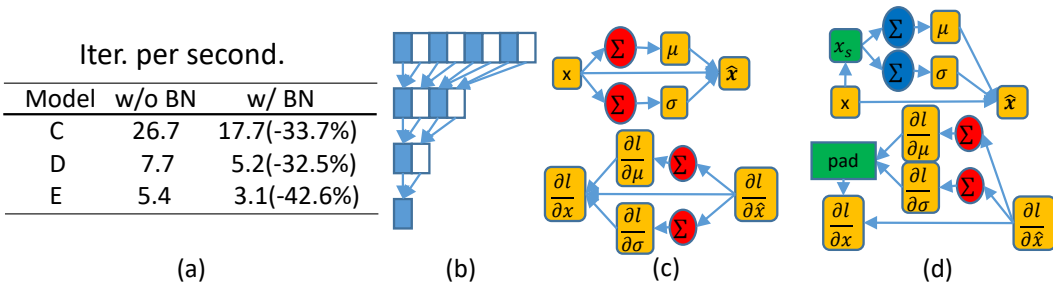 Iter. per second.
Model w/o BN w/ BN
C 26.7 17.7(-33.7%)
D 7.7 5.2(-32.5%)
E 5.4 3.1(-42.6%)
(a)
(b)
Σ μ
x x̂
Σ σ
∂l/∂μ Σ
∂l/∂x ∂l/∂x̂
∂l/∂σ Σ
(c)
x_s Σ μ
Σ σ
x x̂
∂l/∂μ Σ
pad
∂l/∂σ Σ
∂l/∂x ∂l/∂x̂
(d)